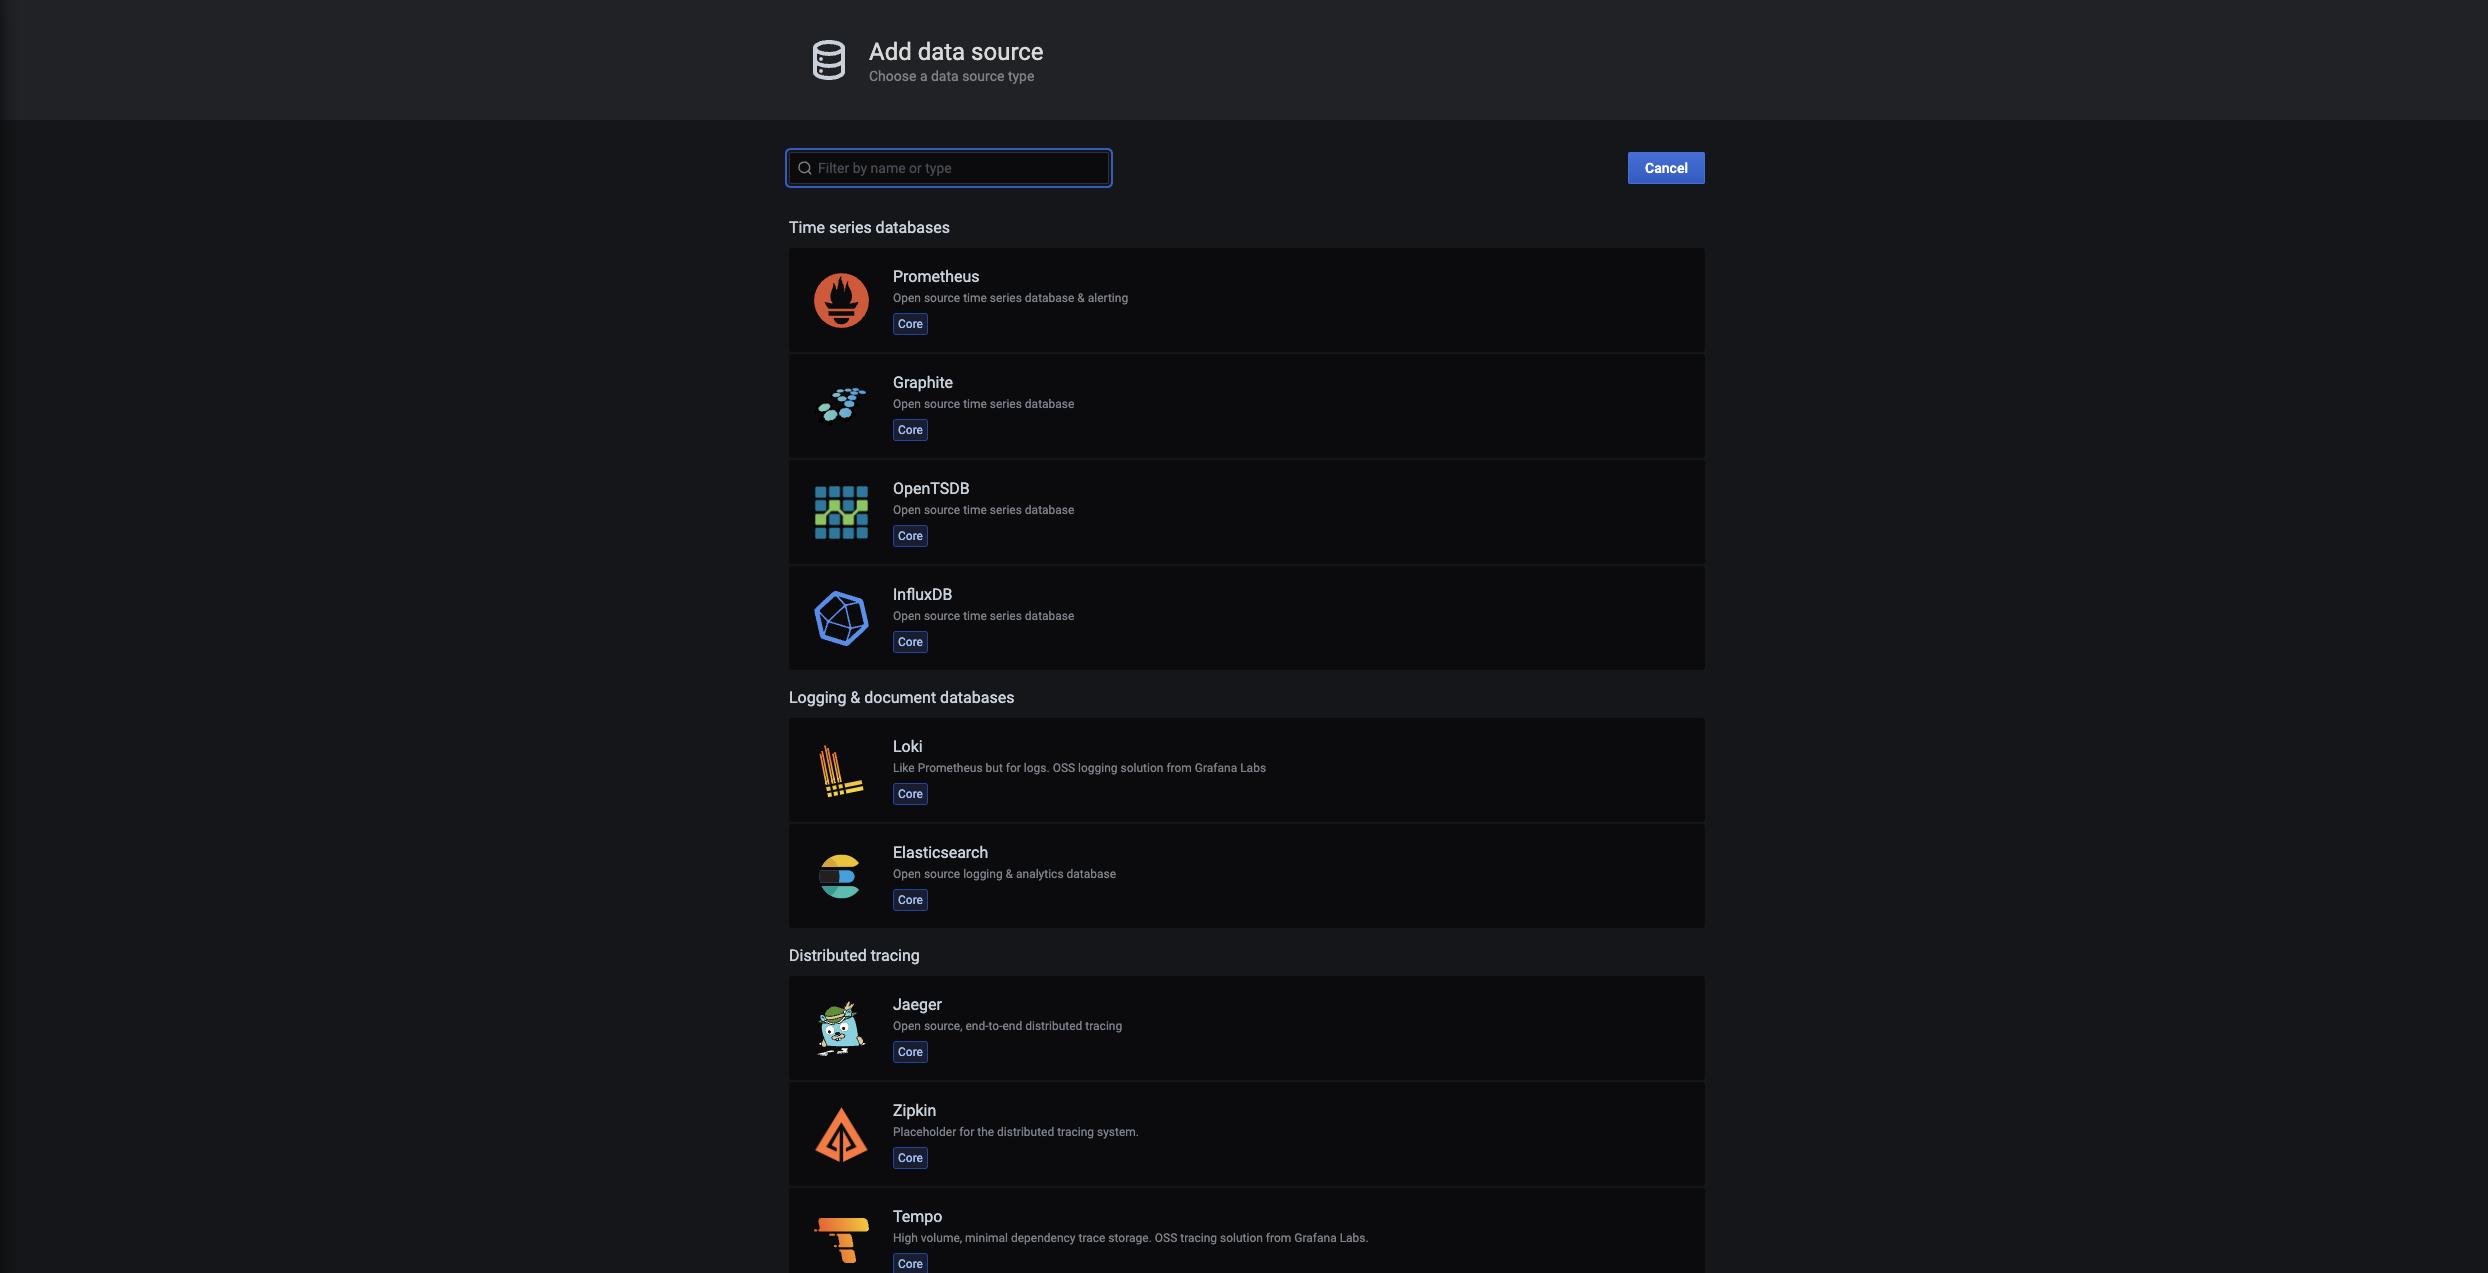 Add data source
Choose a data source type
Filter by name or type
Cancel
Time series databases
Prometheus
Open source time series database & alerting
Core
Graphite
Open source time series database
Core
OpenTSDB
Open source time series database
Core
InfluxDB
Open source time series database
Core
Logging & document databases
Loki
Like Prometheus but for logs. OSS logging solution from Grafana Labs
Core
Elasticsearch
Open source logging & analytics database
Core
Distributed tracing
Jaeger
Open source, end-to-end distributed tracing
Core
Zipkin
Placeholder for the distributed tracing system.
Core
Tempo
High volume, minimal dependency trace storage. OSS tracing solution from Grafana Labs.
Core